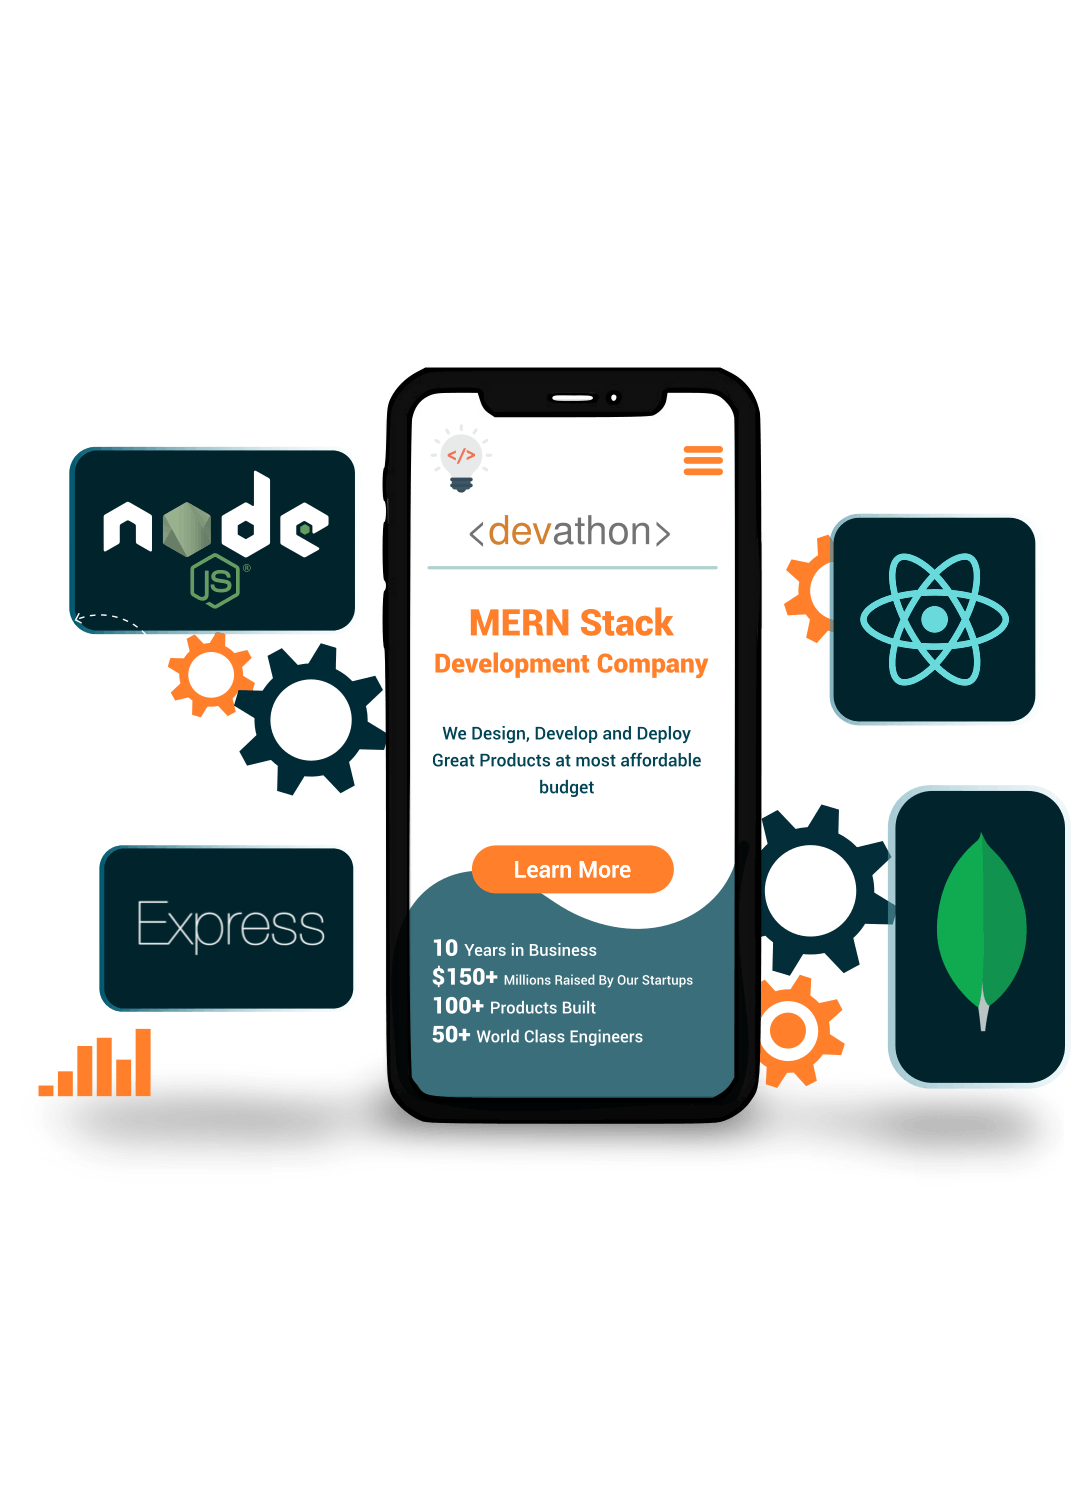 node
JS ®
Express
</>
<devathon>
MERN Stack
Development Company
We Design, Develop and Deploy
Great Products at most affordable
budget
Learn More
10 Years in Business
$150+ Millions Raised By Our Startups
100+ Products Built
50+ World Class Engineers